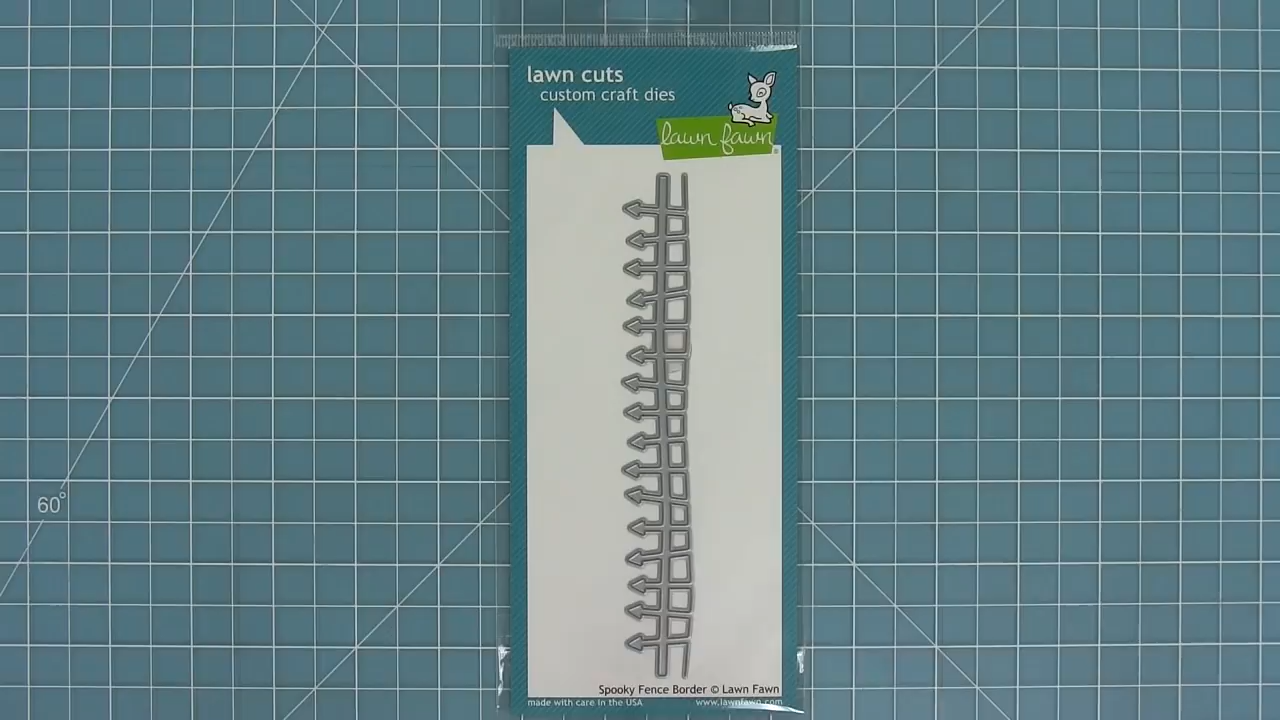 lawn cuts
custom craft dies
lawn fawn
60°
Spooky Fence Border © Lawn Fawn
made with care in the USA
www.lawnfawn.com